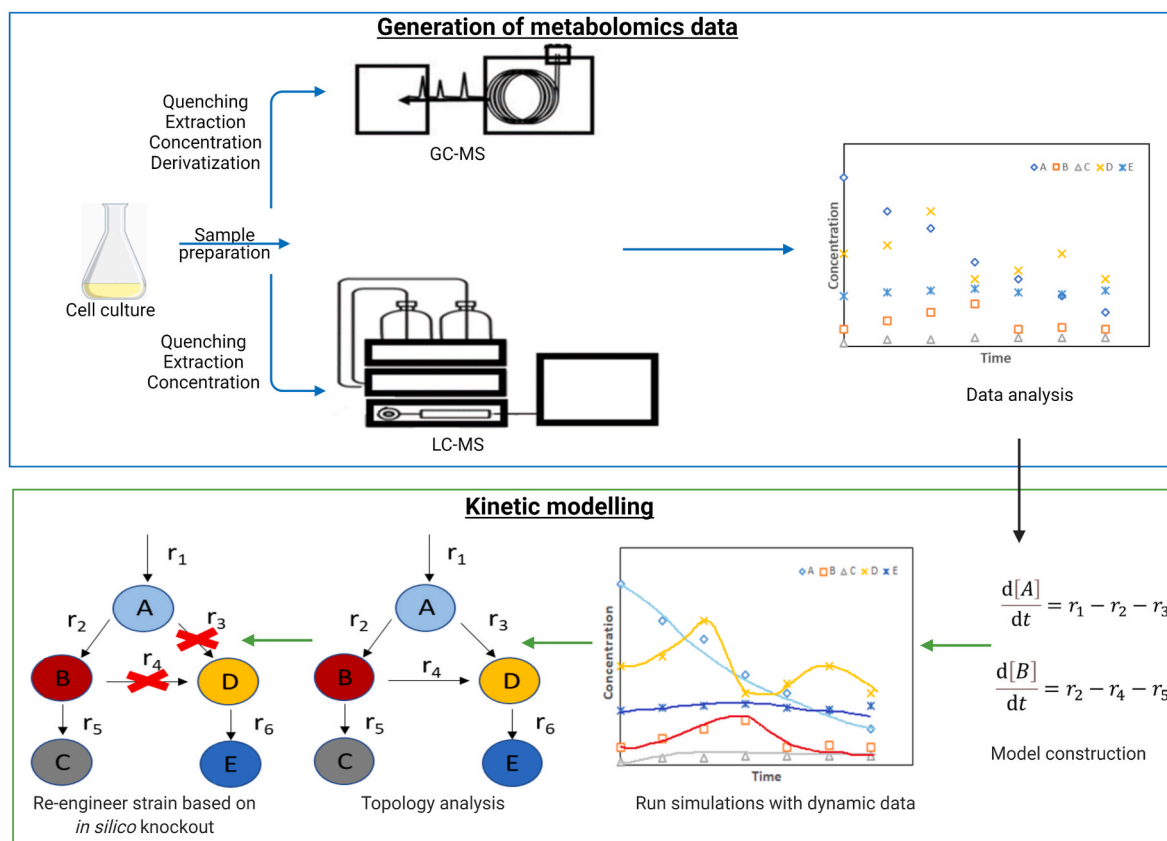 Generation of metabolomics data
Quenching
Extraction
Concentration
Derivatization
GC-MS
Cell culture
Sample
preparation
Quenching
Extraction
Concentration
LC-MS
A B C D E
Concentration
Time
Data analysis
Kinetic modelling
r1
A
r2
r3
B
r4
D
r5
r6
C
E
Re-engineer strain based on
in silico knockout
r1
A
r2
r3
B
r4
D
r5
r6
C
E
Topology analysis
A B C D E
Concentration
Time
Run simulations with dynamic data
d[A]/dt = r1 − r2 − r3
d[B]/dt = r2 − r4 − r5
Model construction